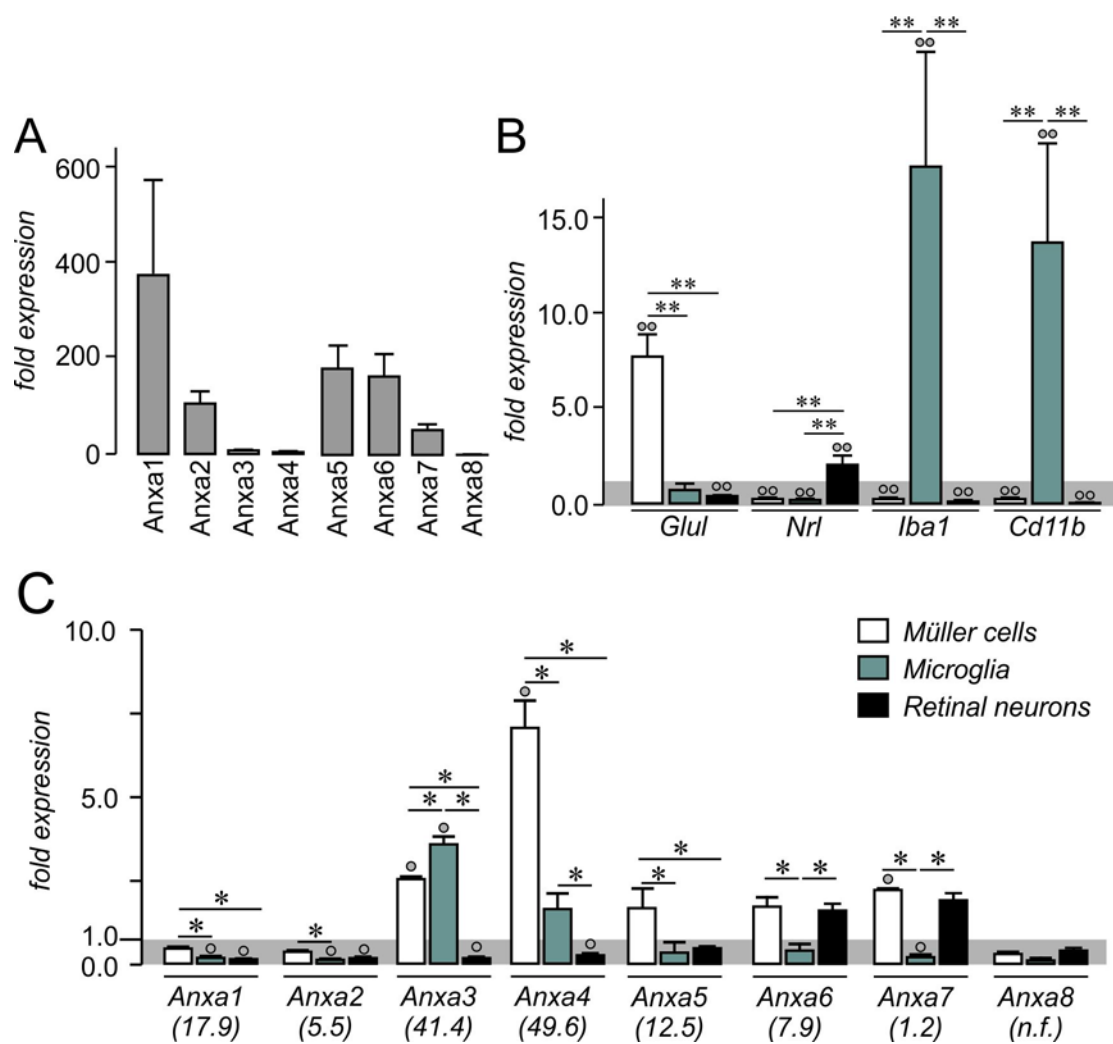 A
fold expression
600
400
200
0
Anxa1
Anxa2
Anxa3
Anxa4
Anxa5
Anxa6
Anxa7
Anxa8
B
fold expression
15.0
10.0
5.0
0.0
** **
** **
**
**
**
**
Glul Nrl Iba1 Cd11b
C
fold expression
10.0
5.0
1.0
0.0
Müller cells
Microglia
Retinal neurons
*
*
*
*
* *
*
*
*
*
*
* *
* *
Anxa1 Anxa2 Anxa3 Anxa4 Anxa5 Anxa6 Anxa7 Anxa8
(17.9) (5.5) (41.4) (49.6) (12.5) (7.9) (1.2) (n.f.)